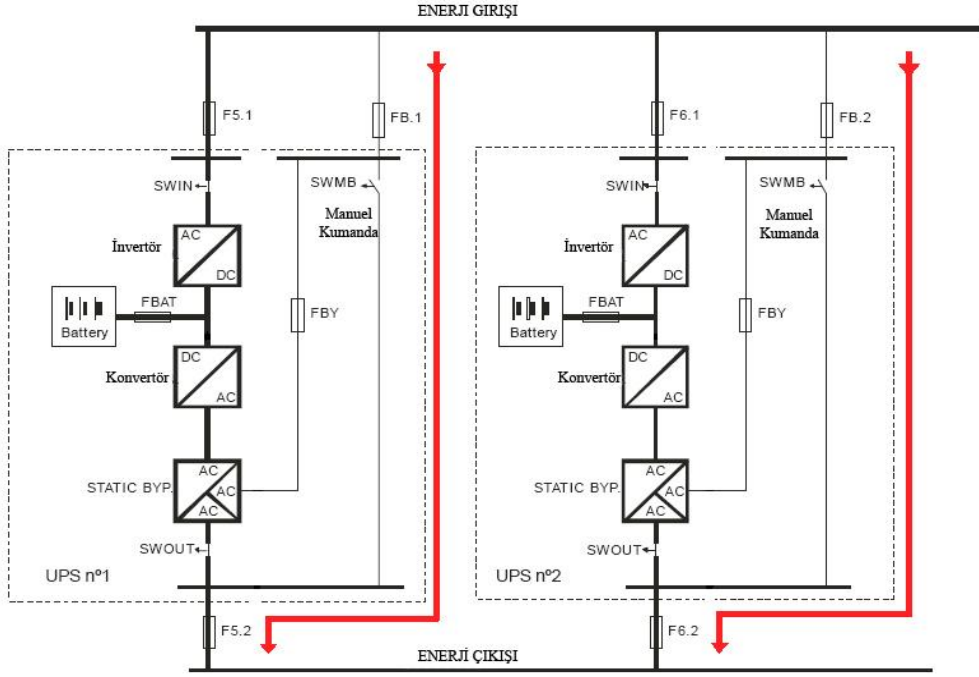 ENERJI GIRIŞI
F5.1
FB.1
F6.1
FB.2
SWIN
SWMB
SWIN
SWMB
Manuel
Kumanda
Manuel
Kumanda
İnvertör
AC
DC
İnvertör
AC
DC
FBAT
FBY
FBAT
FBY
Battery
Battery
Konvertör
DC
AC
Konvertör
DC
AC
STATIC BYP.
AC
AC
AC
STATIC BYP.
AC
AC
AC
SWOUT
SWOUT
UPS nº1
UPS nº2
F5.2
F6.2
ENERJİ ÇIKIŞI